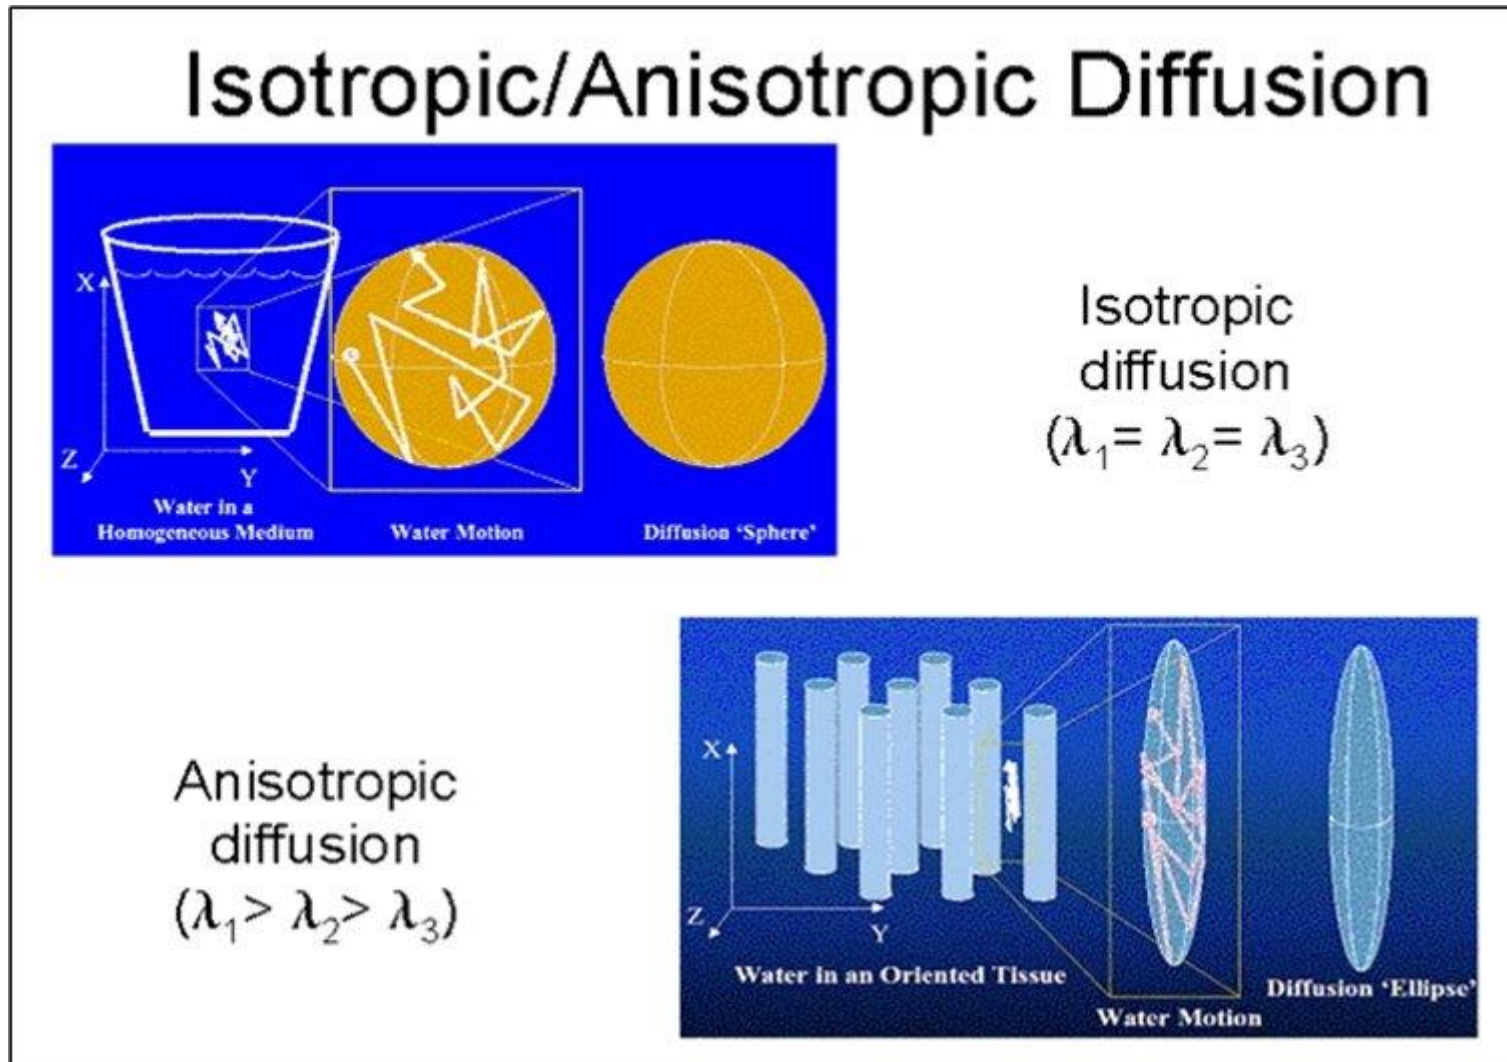 Isotropic/Anisotropic Diffusion
X
Z
Y
Water in a
Homogeneous Medium
Water Motion
Diffusion ‘Sphere’
Isotropic
diffusion
(λ₁= λ₂= λ₃)
Anisotropic
diffusion
(λ₁> λ₂> λ₃)
X
Z
Y
Water in an Oriented Tissue
Water Motion
Diffusion ‘Ellipse’